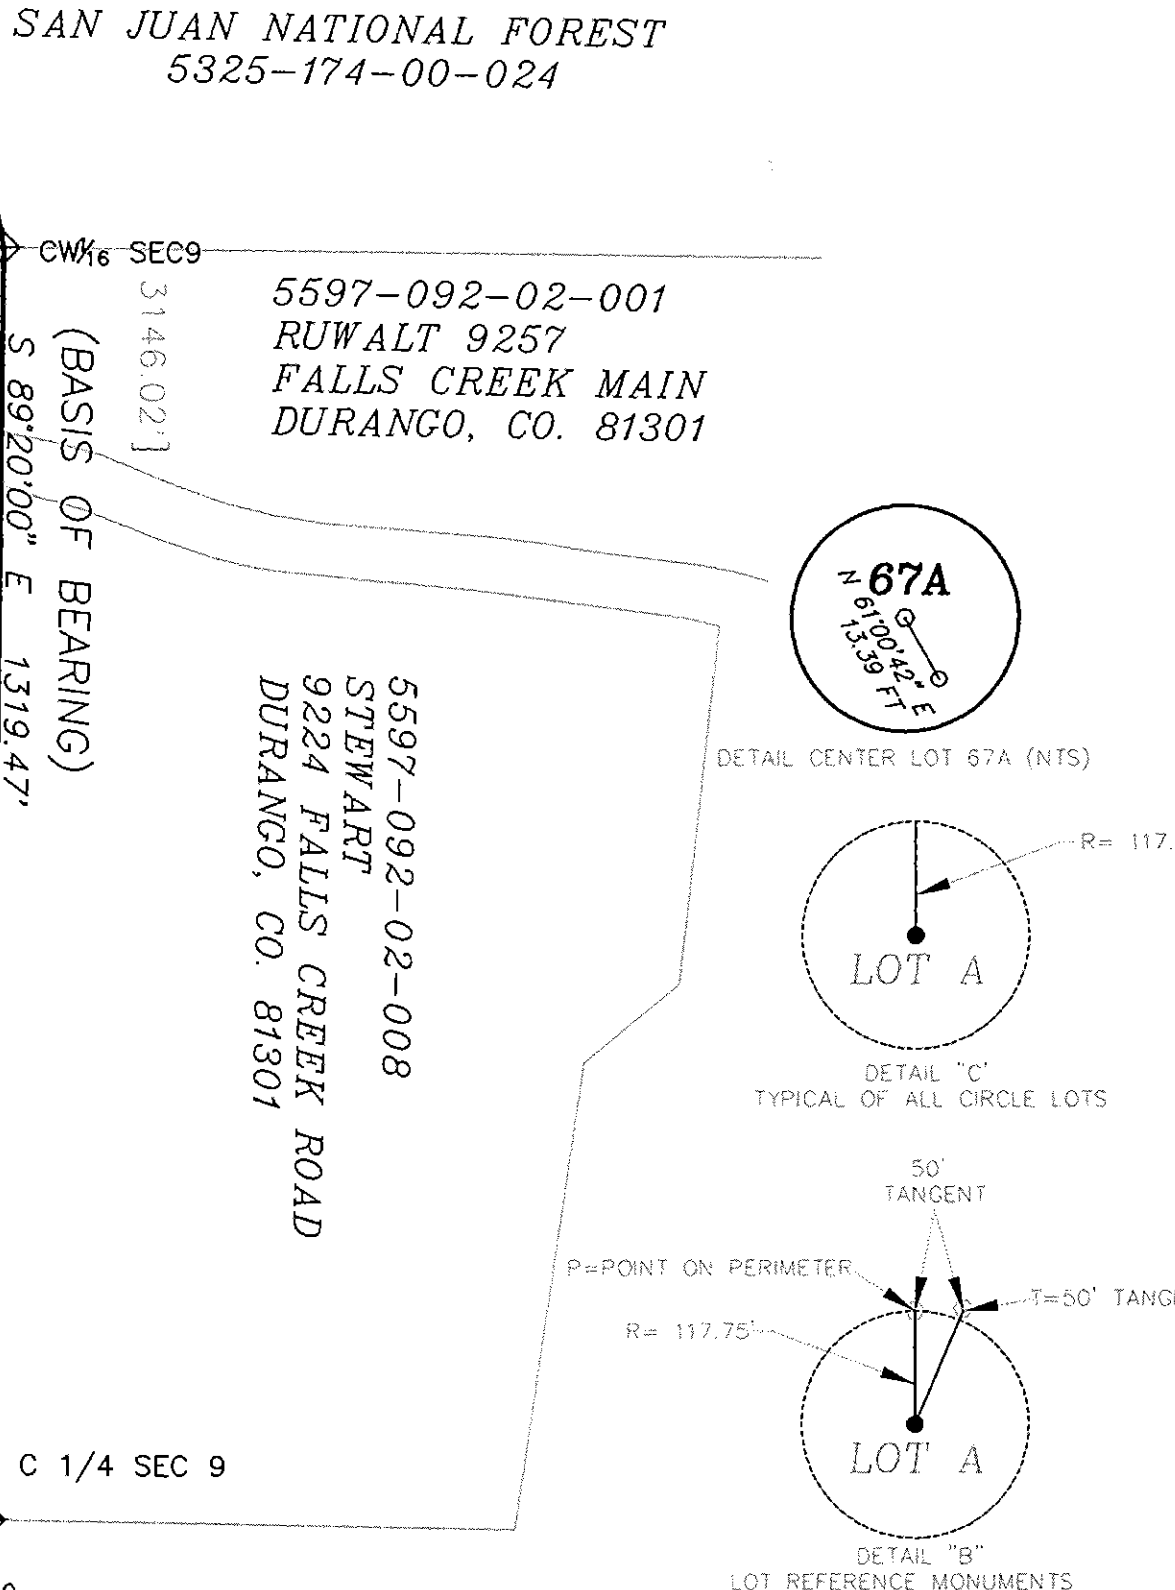 SAN JUAN NATIONAL FOREST
5325-174-00-024
CW1/16 SEC9
3146.02']
(BASIS OF BEARING)
S 89°20'00" E 1319.47'
5597-092-02-001
RUWALT 9257
FALLS CREEK MAIN
DURANGO, CO. 81301
67A
N 61°00'42" E
13.39 FT
DETAIL CENTER LOT 67A (NTS)
5597-092-02-008
STEWART
9224 FALLS CREEK ROAD
DURANGO, CO. 81301
R= 117.
LOT A
DETAIL "C"
TYPICAL OF ALL CIRCLE LOTS
50'
TANGENT
P=POINT ON PERIMETER
T=50' TANG
R= 117.75'
LOT A
C 1/4 SEC 9
DETAIL "B"
LOT REFERENCE MONUMENTS